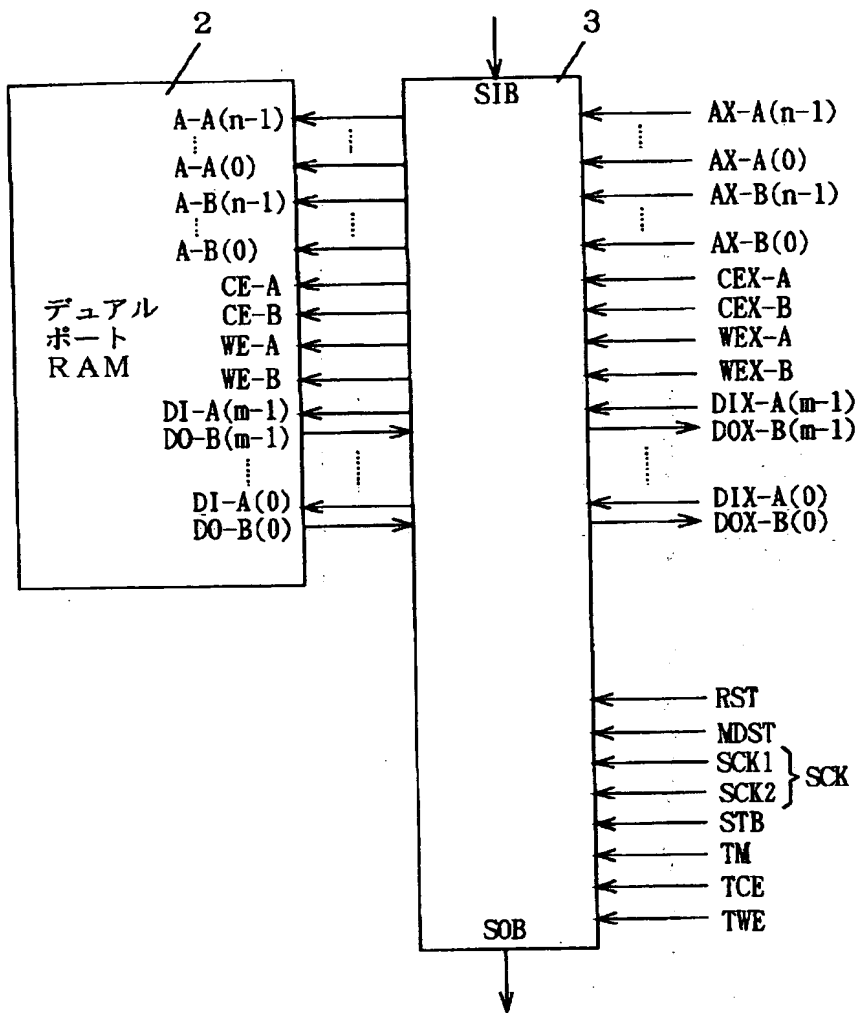 2
3
SIB
A-A(n-1)
A-A(0)
A-B(n-1)
A-B(0)
CE-A
CE-B
WE-A
WE-B
DI-A(m-1)
DO-B(m-1)
DI-A(0)
DO-B(0)
デュアル
ポート
RAM
AX-A(n-1)
AX-A(0)
AX-B(n-1)
AX-B(0)
CEX-A
CEX-B
WEX-A
WEX-B
DIX-A(m-1)
DOX-B(m-1)
DIX-A(0)
DOX-B(0)
RST
MDST
SCK1
SCK2
SCK
STB
TM
TCE
TWE
SOB